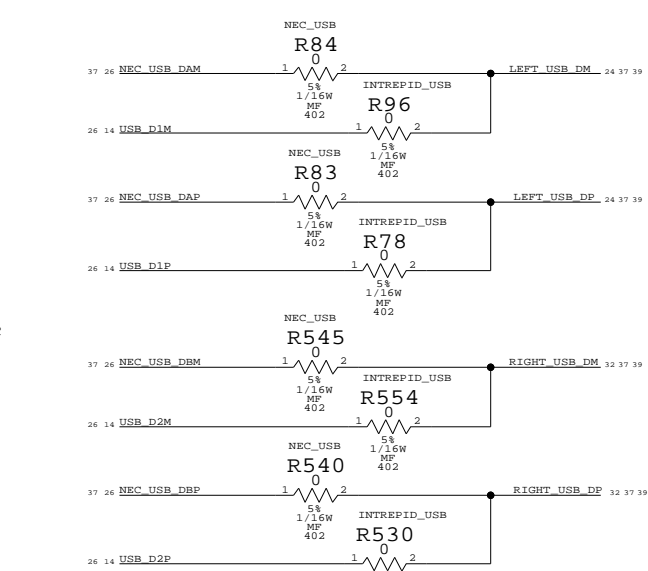 NEC_USB
R84
0
37 26 NEC_USB_DAM 1 2 LEFT_USB_DM 24 37 39
5%
1/16W
MF
402
INTREPID_USB
R96
0
26 14 USB_D1M 1 2
5%
1/16W
MF
402
NEC_USB
R83
0
37 26 NEC_USB_DAP 1 2 LEFT_USB_DP 24 37 39
5%
1/16W
MF
402
INTREPID_USB
R78
0
26 14 USB_D1P 1 2
5%
1/16W
MF
402
NEC_USB
R545
0
37 26 NEC_USB_DBM 1 2 RIGHT_USB_DM 32 37 39
5%
1/16W
MF
402
INTREPID_USB
R554
0
26 14 USB_D2M 1 2
5%
1/16W
MF
402
NEC_USB
R540
0
37 26 NEC_USB_DBP 1 2 RIGHT_USB_DP 32 37 39
5%
1/16W
MF
402
INTREPID_USB
R530
0
26 14 USB_D2P 1 2